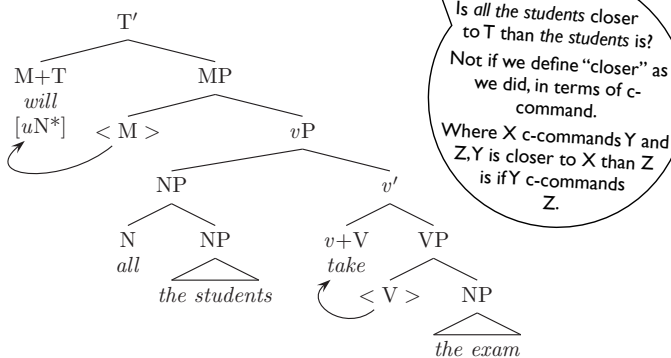 T′
M+T MP
will
[uN*] < M > vP
NP v′
N NP v+V VP
all take
the students < V > NP
the exam
Is all the students closer
to T than the students is?
Not if we define “closer” as
we did, in terms of c-
command.
Where X c-commands Y and
Z,Y is closer to X than Z
is if Y c-commands
Z.